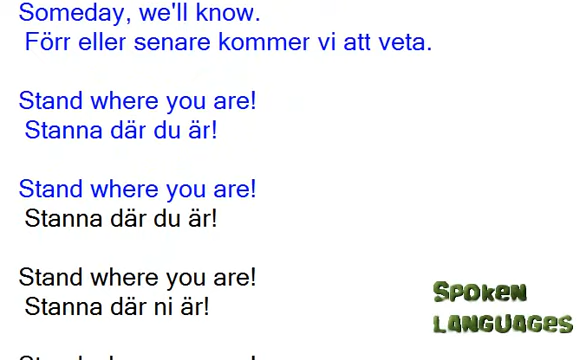 Someday, we'll know.
Förr eller senare kommer vi att veta.
Stand where you are!
Stanna där du är!
Stand where you are!
Stanna där du är!
Stand where you are!
Stanna där ni är!
Spoken
Languages